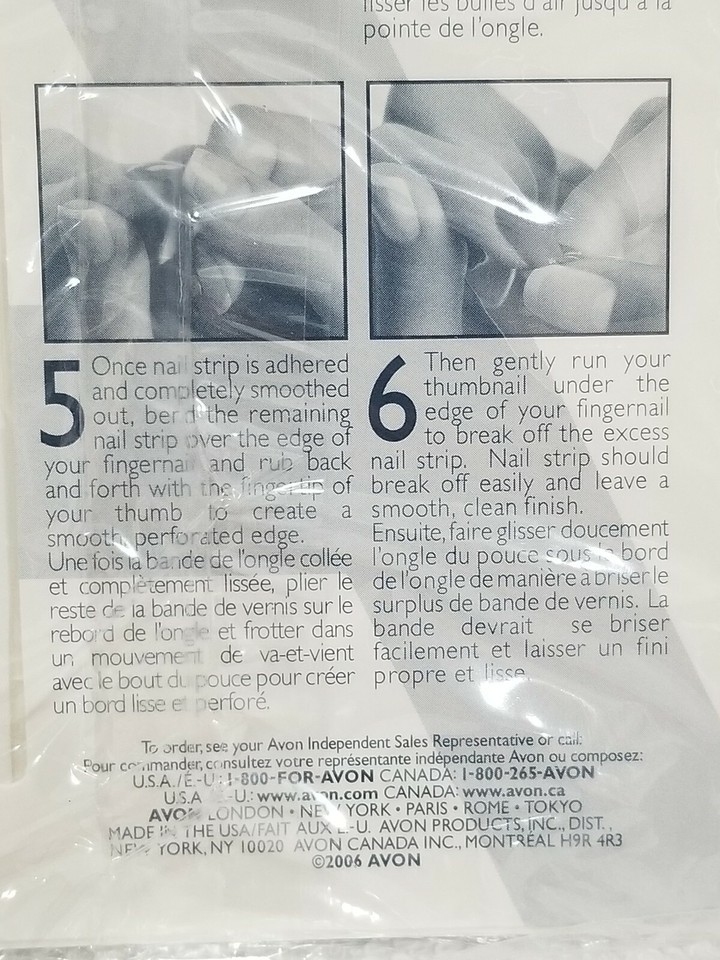 lisser les bulles d'air jusqu'à la
pointe de l'ongle.
5 Once nail strip is adhered
and completely smoothed
out, bend the remaining
nail strip over the edge of
your fingernail and rub back
and forth with the finger tip of
your thumb to create a
smooth, perforated edge.
Une fois la bande de l'ongle collée
et complètement lissée, plier le
reste de la bande de vernis sur le
rebord de l'ongle et frotter dans
un mouvement de va-et-vient
avec le bout du pouce pour créer
un bord lisse et perforé.
6 Then gently run your
thumbnail under the
edge of your fingernail
to break off the excess
nail strip. Nail strip should
break off easily and leave a
smooth, clean finish.
Ensuite, faire glisser doucement
l'ongle du pouce sous le bord
de l'ongle de manière à briser le
surplus de bande de vernis. La
bande devrait se briser
facilement et laisser un fini
propre et lisse.
To order, see your Avon Independent Sales Representative or call:
Pour commander, consultez votre représentante indépendante Avon ou composez:
U.S.A./É.-U.: 1-800-FOR-AVON CANADA: 1-800-265-AVON
U.S.A./É.-U.: www.avon.com CANADA: www.avon.ca
AVON LONDON • NEW YORK • PARIS • ROME • TOKYO
MADE IN THE USA/FAIT AUX É.-U. AVON PRODUCTS, INC., DIST.,
NEW YORK, NY 10020 AVON CANADA INC., MONTRÉAL H9R 4R3
©2006 AVON